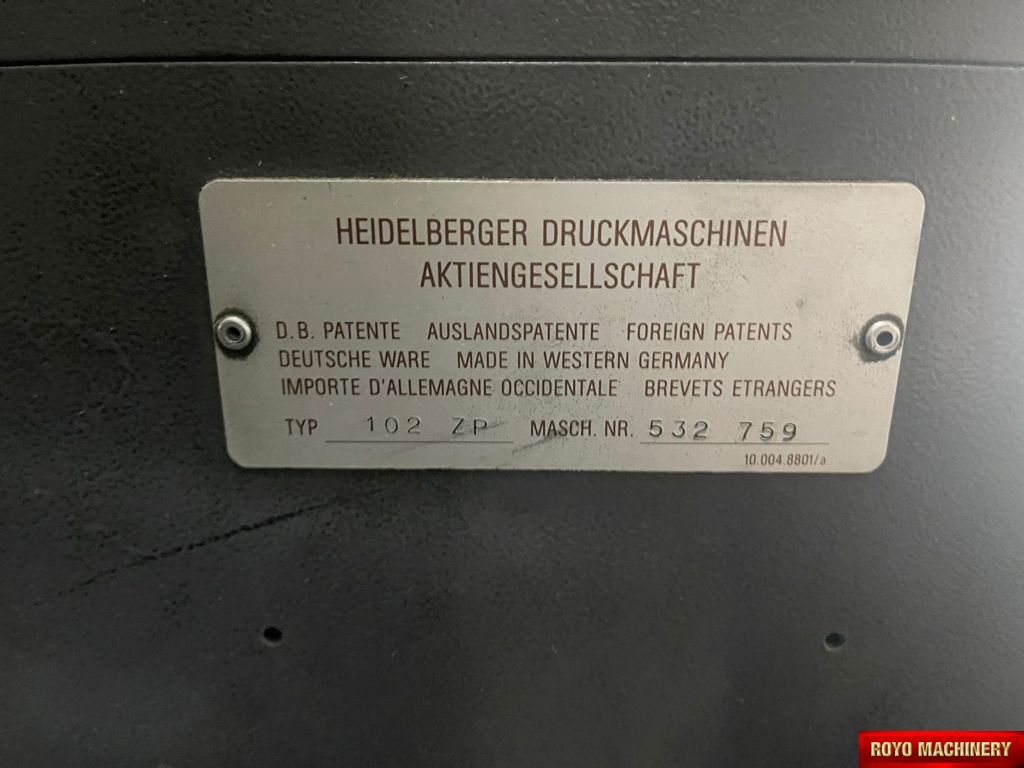 HEIDELBERGER DRUCKMASCHINEN
AKTIENGESELLSCHAFT
D.B. PATENTE AUSLANDSPATENTE FOREIGN PATENTS
DEUTSCHE WARE MADE IN WESTERN GERMANY
IMPORTE D'ALLEMAGNE OCCIDENTALE BREVETS ETRANGERS
TYP 102 ZP MASCH. NR. 532 759
10.004.8801/a
ROYO MACHINERY